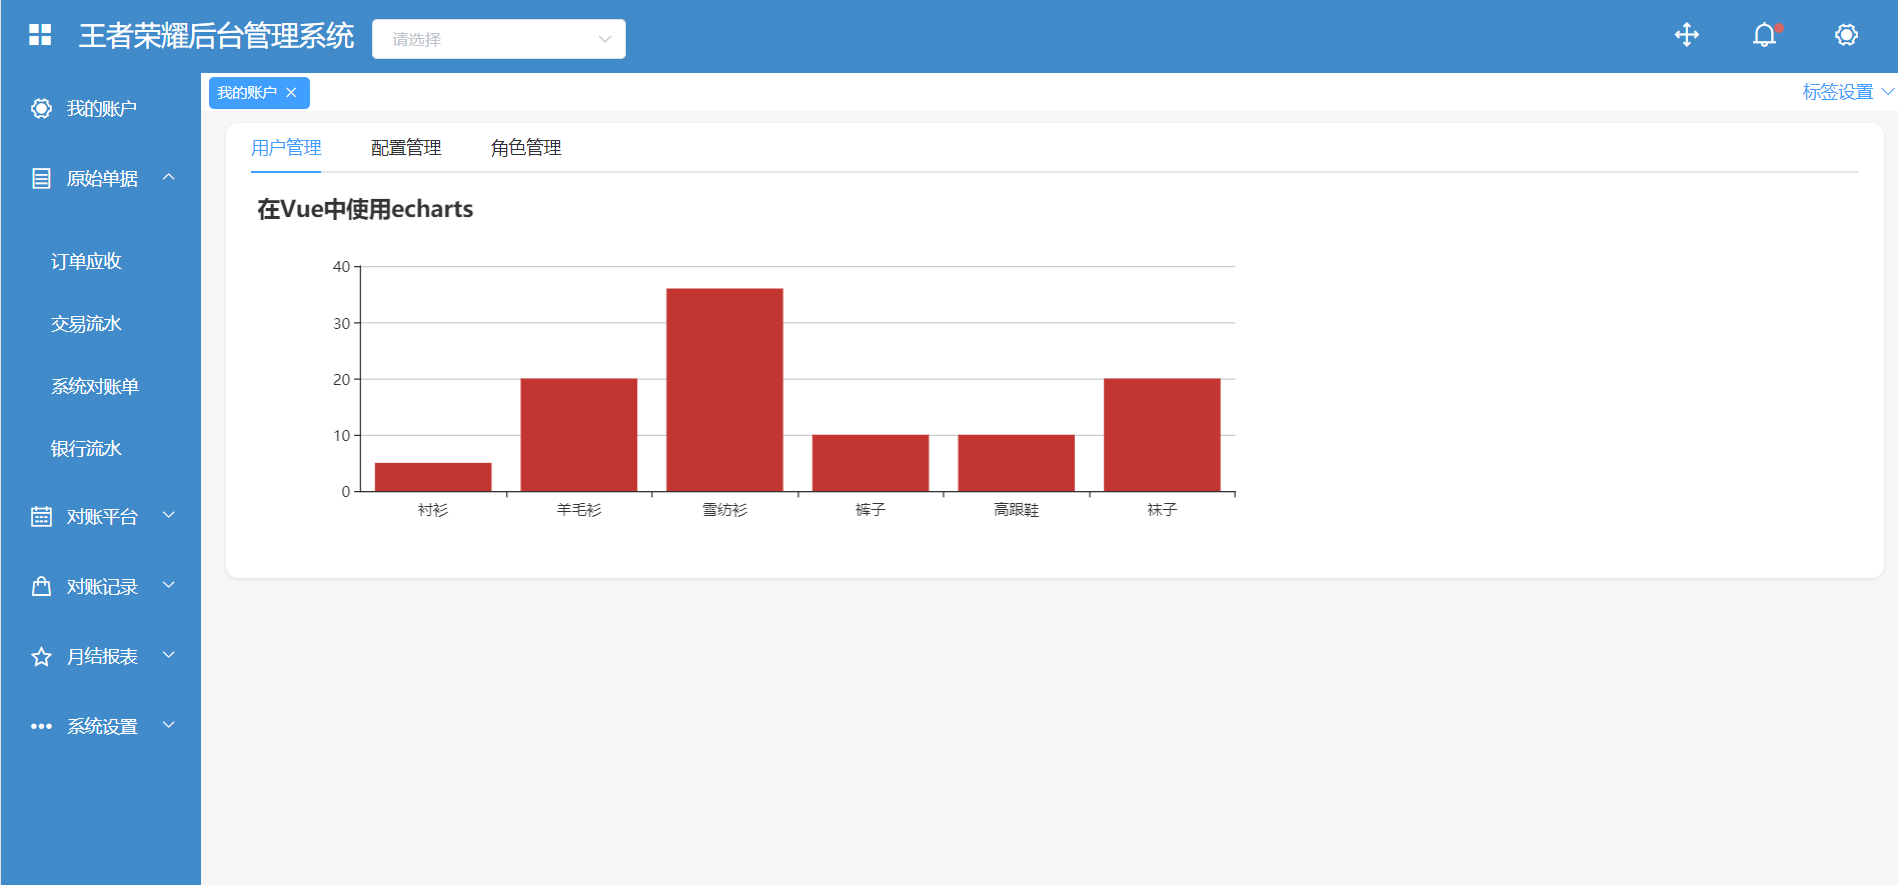 王者荣耀后台管理系统
请选择
我的账户
标签设置
我的账户
原始单据
订单应收
交易流水
系统对账单
银行流水
对账平台
对账记录
月结报表
系统设置
用户管理 配置管理 角色管理
在Vue中使用echarts
40
30
20
10
0
衬衫 羊毛衫 雪纺衫 裤子 高跟鞋 袜子